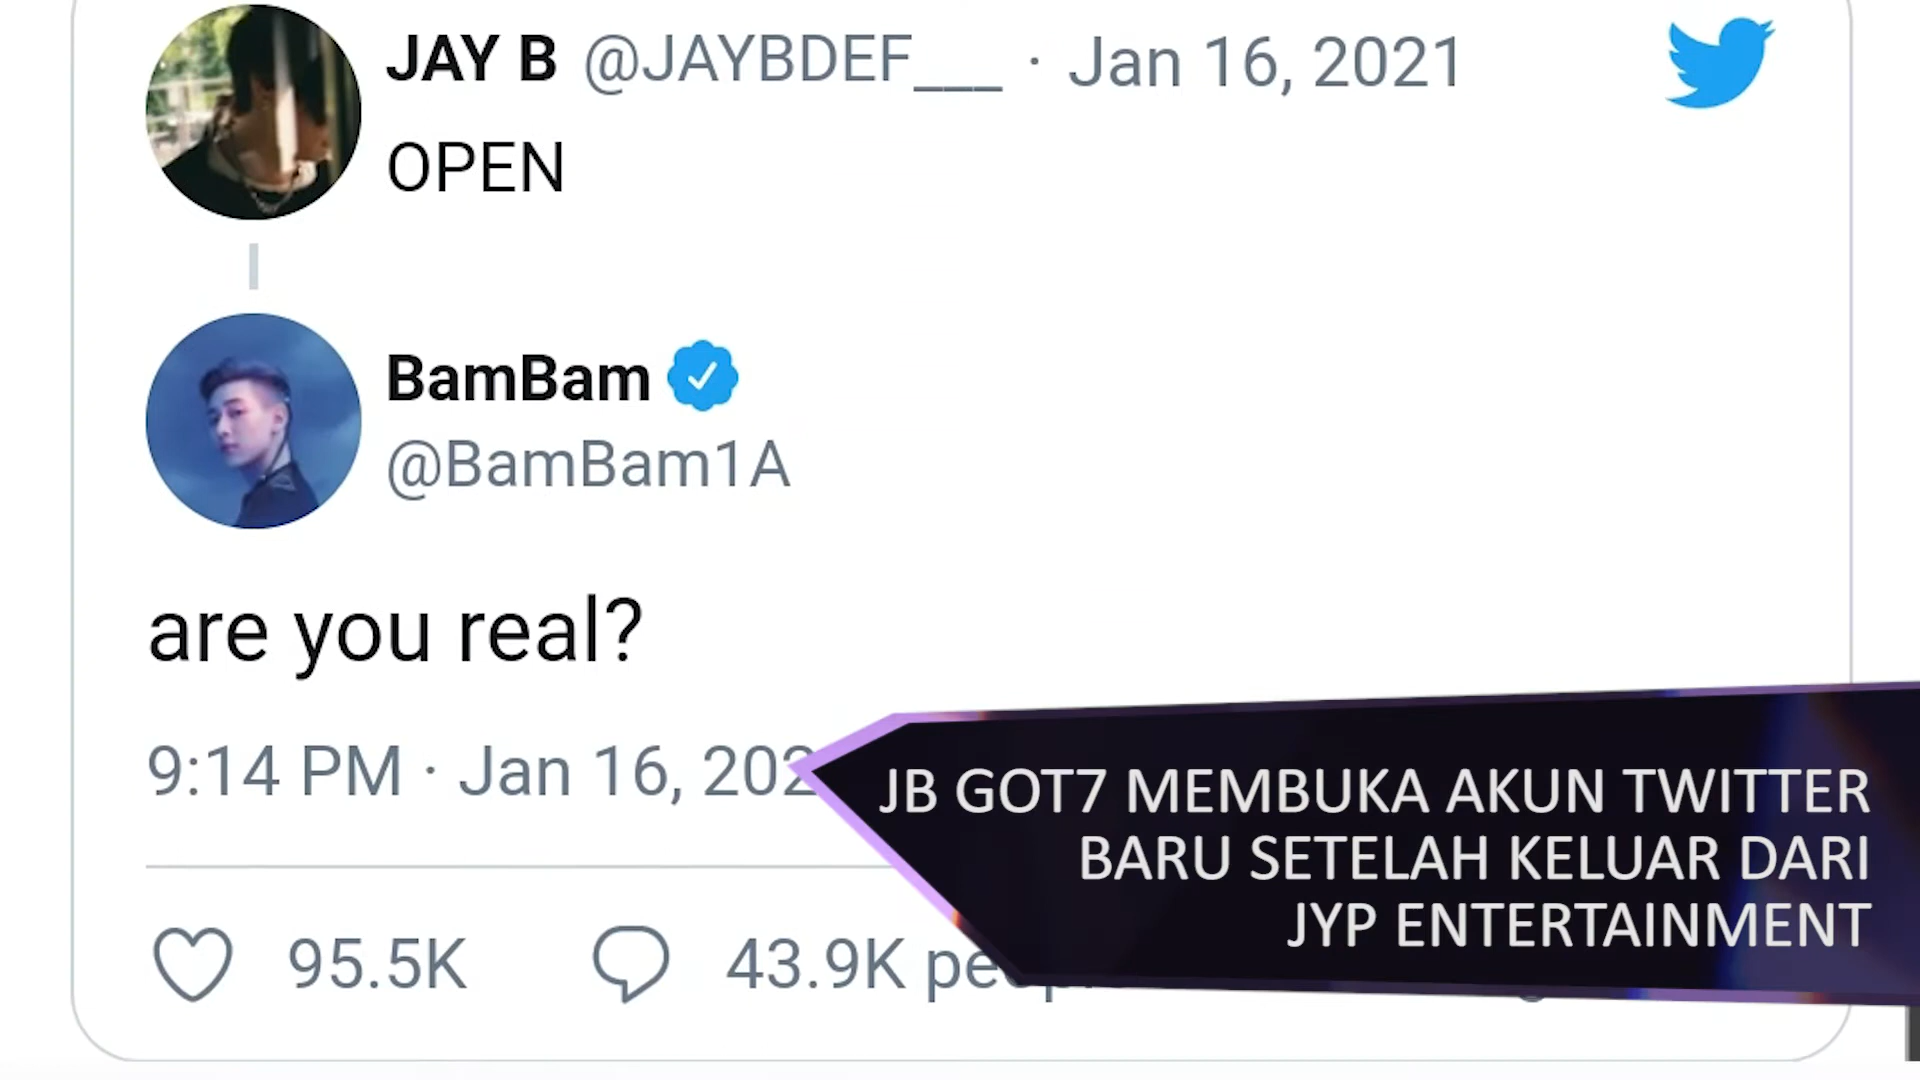 JAY B @JAYBDEF___ · Jan 16, 2021
OPEN
BamBam
@BamBam1A
are you real?
9:14 PM · Jan 16, 202
95.5K 43.9K
JB GOT7 MEMBUKA AKUN TWITTER
BARU SETELAH KELUAR DARI
JYP ENTERTAINMENT